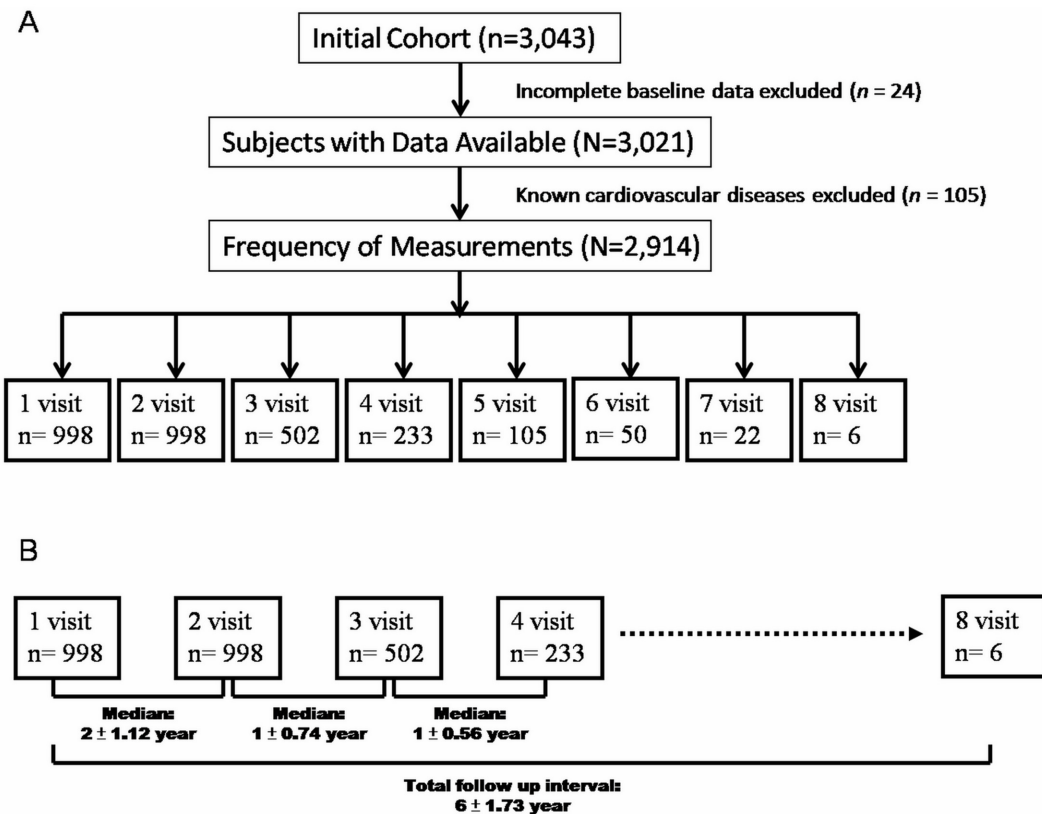 A
Initial Cohort (n=3,043)
Incomplete baseline data excluded (n = 24)
Subjects with Data Available (N=3,021)
Known cardiovascular diseases excluded (n = 105)
Frequency of Measurements (N=2,914)
1 visit
n= 998
2 visit
n= 998
3 visit
n= 502
4 visit
n= 233
5 visit
n= 105
6 visit
n= 50
7 visit
n= 22
8 visit
n= 6
B
1 visit
n= 998
2 visit
n= 998
3 visit
n= 502
4 visit
n= 233
8 visit
n= 6
Median:
2 ± 1.12 year
Median:
1 ± 0.74 year
Median:
1 ± 0.56 year
Total follow up interval:
6 ± 1.73 year